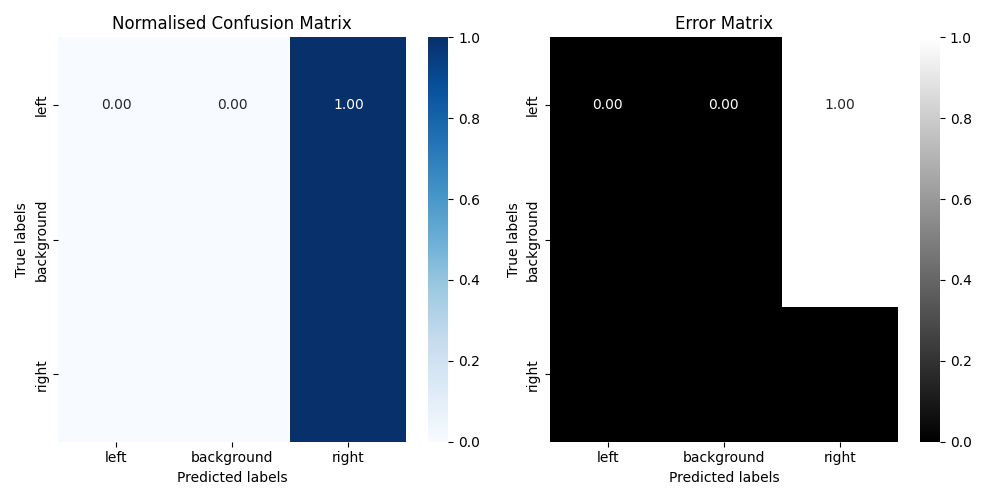 Normalised Confusion Matrix
True labels
left
background
right
0.00 0.00 1.00
left background right
Predicted labels
1.0
0.8
0.6
0.4
0.2
0.0
Error Matrix
True labels
left
background
right
0.00 0.00 1.00
left background right
Predicted labels
1.0
0.8
0.6
0.4
0.2
0.0